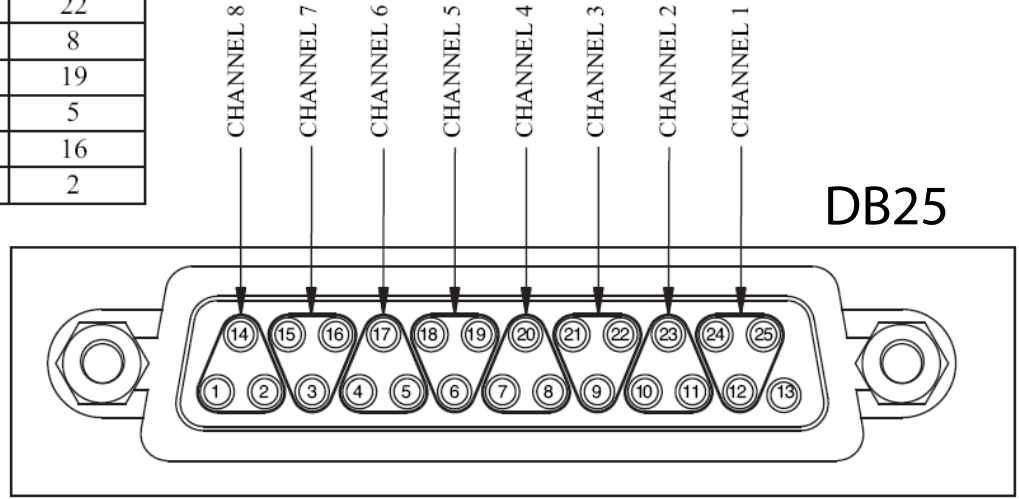 22
8
19
5
16
2
CHANNEL 8
CHANNEL 7
CHANNEL 6
CHANNEL 5
CHANNEL 4
CHANNEL 3
CHANNEL 2
CHANNEL 1
DB25
14 15 16 17 18 19 20 21 22 23 24 25
1 2 3 4 5 6 7 8 9 10 11 12 13